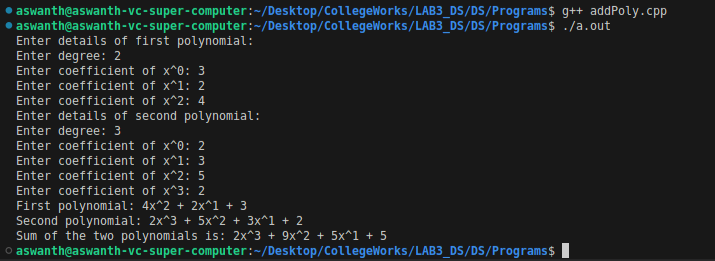 aswanth@aswanth-vc-super-computer:~/Desktop/CollegeWorks/LAB3_DS/DS/Programs$ g++ addPoly.cpp
aswanth@aswanth-vc-super-computer:~/Desktop/CollegeWorks/LAB3_DS/DS/Programs$ ./a.out
Enter details of first polynomial:
Enter degree: 2
Enter coefficient of x^0: 3
Enter coefficient of x^1: 2
Enter coefficient of x^2: 4
Enter details of second polynomial:
Enter degree: 3
Enter coefficient of x^0: 2
Enter coefficient of x^1: 3
Enter coefficient of x^2: 5
Enter coefficient of x^3: 2
First polynomial: 4x^2 + 2x^1 + 3
Second polynomial: 2x^3 + 5x^2 + 3x^1 + 2
Sum of the two polynomials is: 2x^3 + 9x^2 + 5x^1 + 5
aswanth@aswanth-vc-super-computer:~/Desktop/CollegeWorks/LAB3_DS/DS/Programs$